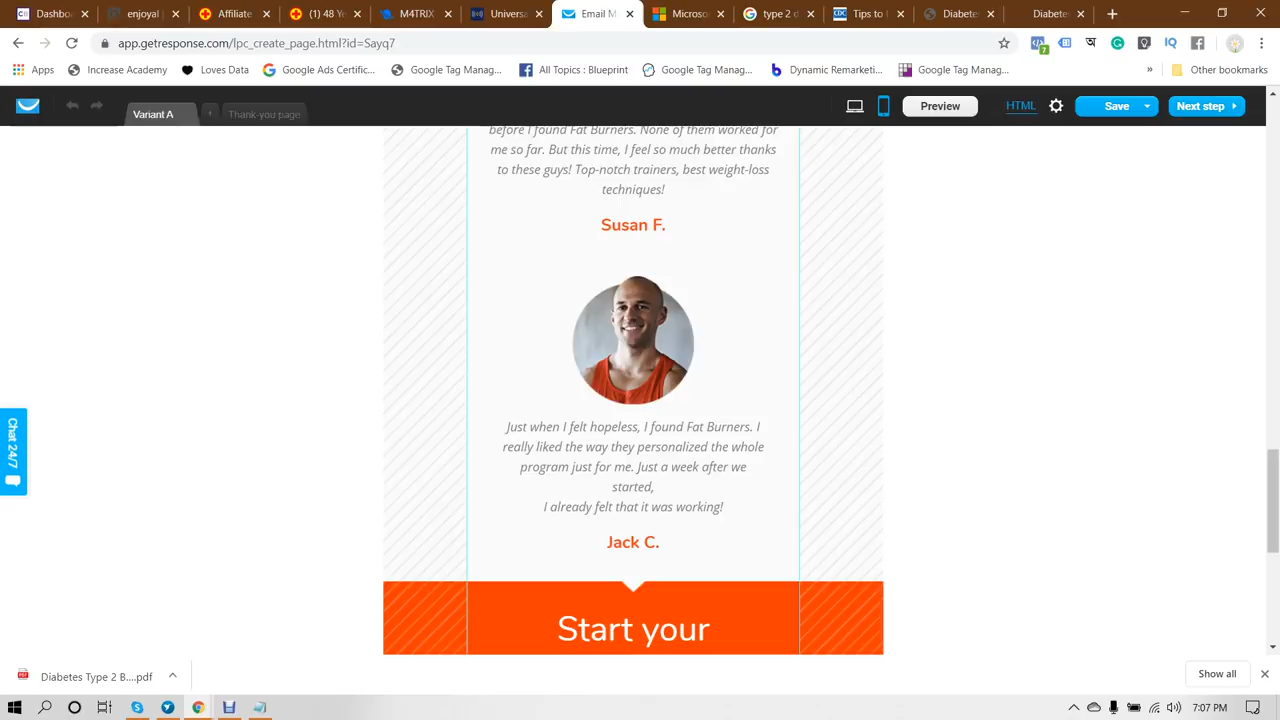 Dashbo
enjoyal
Affiliate
(1) 48 Ye
M4TRIX
Universa
Email M
Microso
type 2 d
Tips to
Diabete
Diabete
app.getresponse.com/lpc_create_page.html?id=Sayq7
Apps
Increase Academy
Loves Data
Google Ads Certific...
Google Tag Manag...
All Topics : Blueprint
Google Tag Manag...
Dynamic Remarketi...
Google Tag Manag...
»
Other bookmarks
Variant A
Thank-you page
Preview
HTML
Save
Next step
before I found Fat Burners. None of them worked for
me so far. But this time, I feel so much better thanks
to these guys! Top-notch trainers, best weight-loss
techniques!
Susan F.
Just when I felt hopeless, I found Fat Burners. I
really liked the way they personalized the whole
program just for me. Just a week after we
started,
I already felt that it was working!
Jack C.
Start your
Chat 24/7
Diabetes Type 2 B....pdf
Show all
7:07 PM